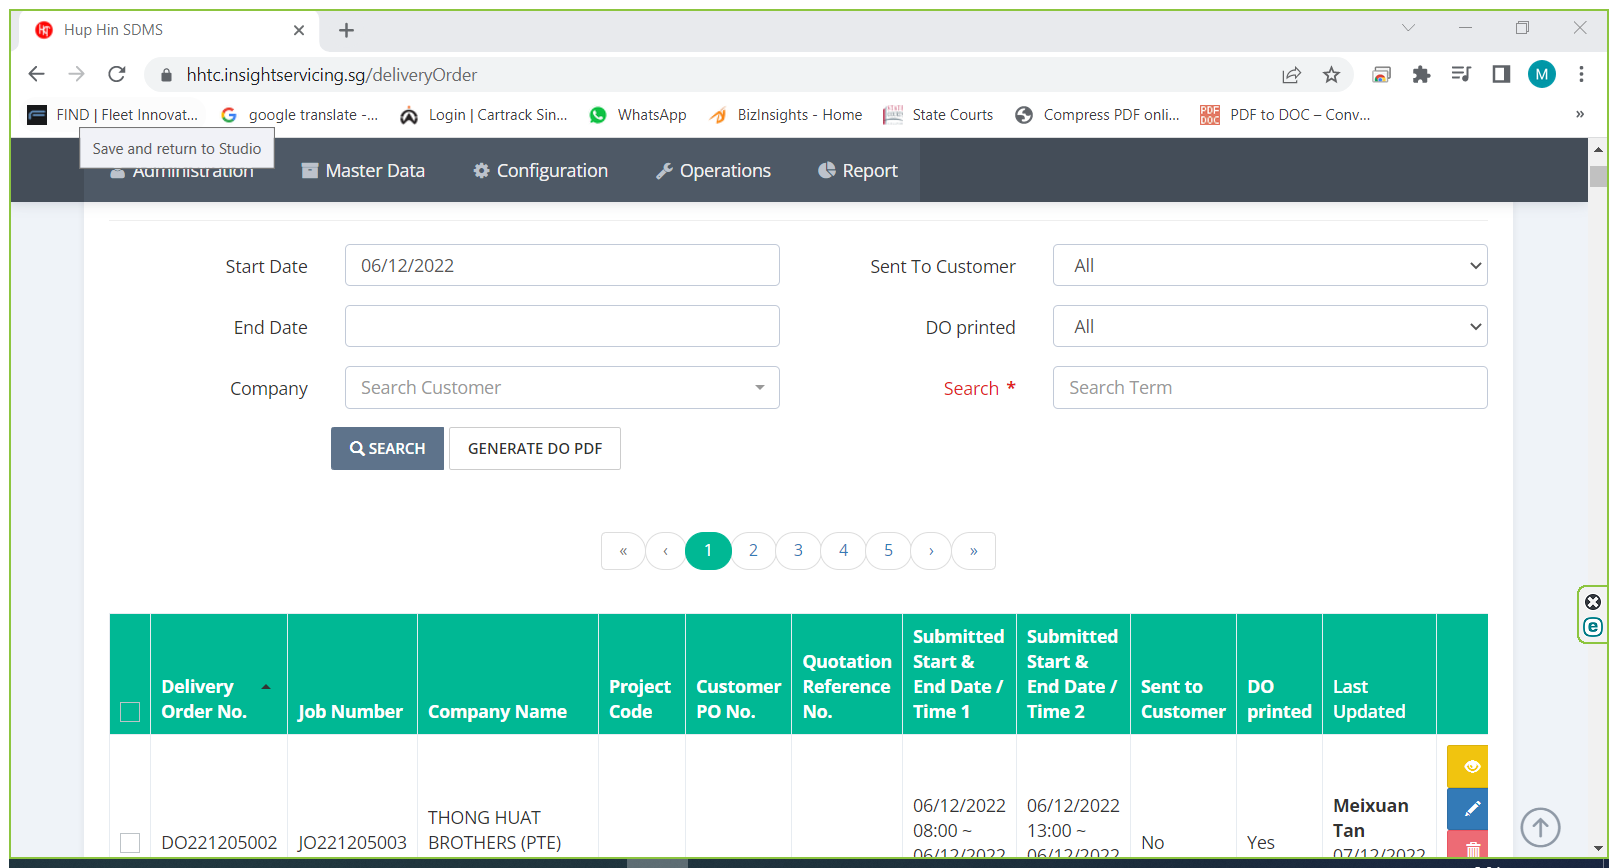 Hup Hin SDMS
hhtc.insightservicing.sg/deliveryOrder
M
FIND | Fleet Innovat...
google translate -...
Login | Cartrack Sin...
WhatsApp
BizInsights - Home
State Courts
Compress PDF onli...
PDF to DOC – Conv...
»
Save and return to Studio
Administration
Master Data
Configuration
Operations
Report
Start Date
06/12/2022
Sent To Customer
All
End Date
DO printed
All
Company
Search Customer
Search *
Search Term
SEARCH
GENERATE DO PDF
« ‹ 1 2 3 4 5 › »
Delivery
Order No.
Job Number
Company Name
Project
Code
Customer
PO No.
Quotation
Reference
No.
Submitted
Start &
End Date /
Time 1
Submitted
Start &
End Date /
Time 2
Sent to
Customer
DO
printed
Last
Updated
DO221205002
JO221205003
THONG HUAT
BROTHERS (PTE)
06/12/2022
08:00 ~
06/12/2022
06/12/2022
13:00 ~
06/12/2022
No
Yes
Meixuan
Tan
07/12/2022